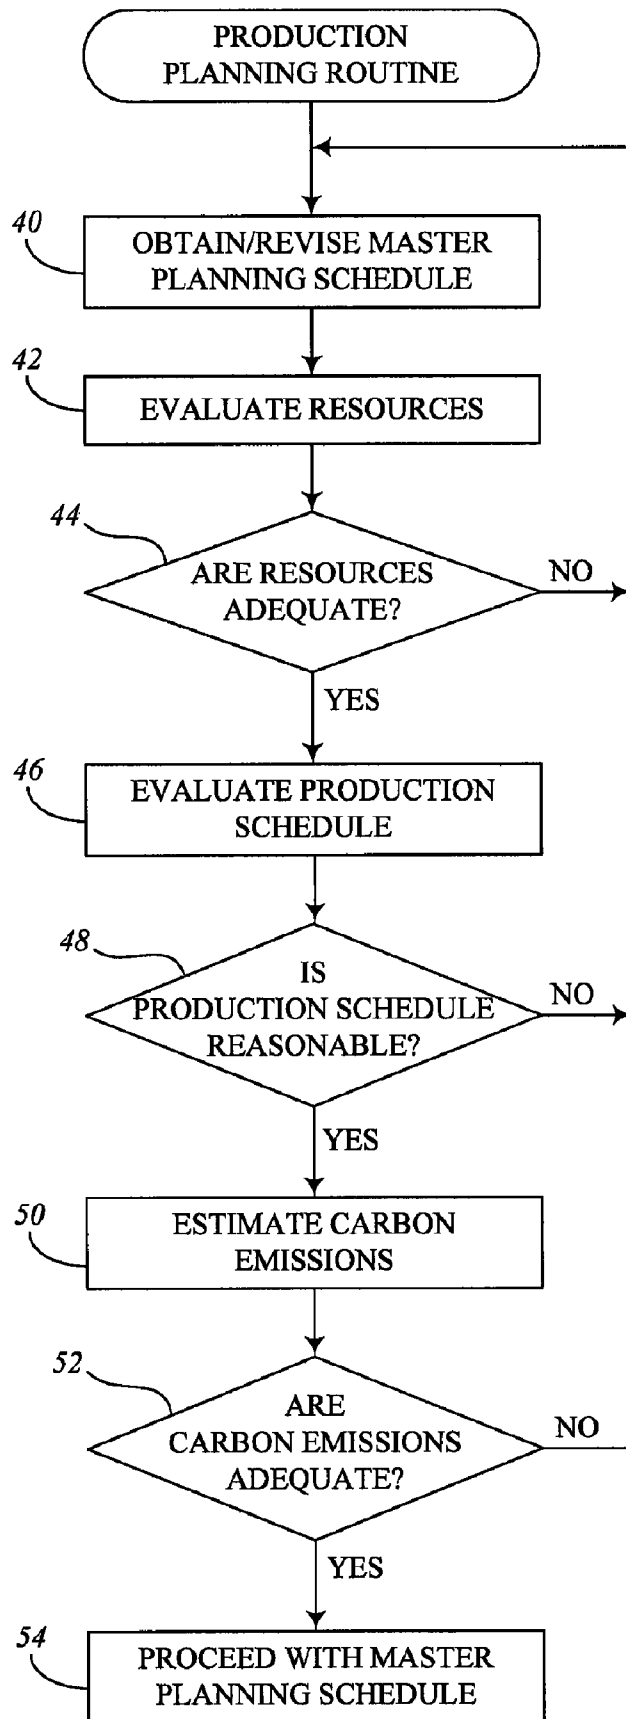 PRODUCTION
PLANNING ROUTINE
40
OBTAIN/REVISE MASTER
PLANNING SCHEDULE
42
EVALUATE RESOURCES
44
ARE RESOURCES
ADEQUATE?
NO
YES
46
EVALUATE PRODUCTION
SCHEDULE
48
IS
PRODUCTION SCHEDULE
REASONABLE?
NO
YES
50
ESTIMATE CARBON
EMISSIONS
52
ARE
CARBON EMISSIONS
ADEQUATE?
NO
YES
54
PROCEED WITH MASTER
PLANNING SCHEDULE